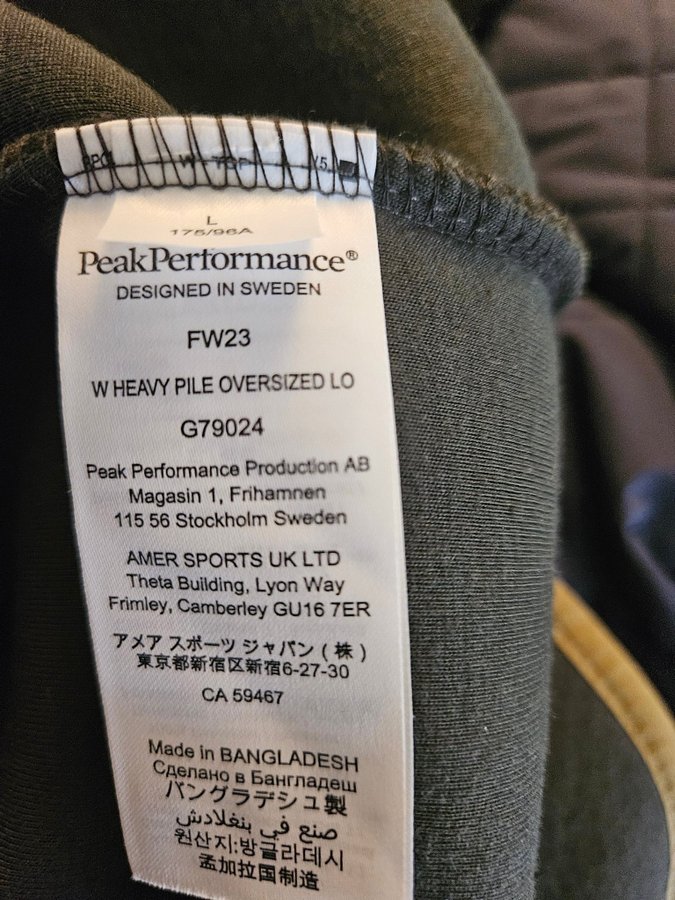 L
175/96A
PeakPerformance®
DESIGNED IN SWEDEN
FW23
W HEAVY PILE OVERSIZED LO
G79024
Peak Performance Production AB
Magasin 1, Frihamnen
115 56 Stockholm Sweden
AMER SPORTS UK LTD
Theta Building, Lyon Way
Frimley, Camberley GU16 7ER
アメア スポーツ ジャパン ( 株 )
東京都新宿区新宿6-27-30
CA 59467
Made in BANGLADESH
Сделано в Бангладеш
バングラデシュ製
صنع في بنغلادش
원산지:방글라데시
孟加拉国制造